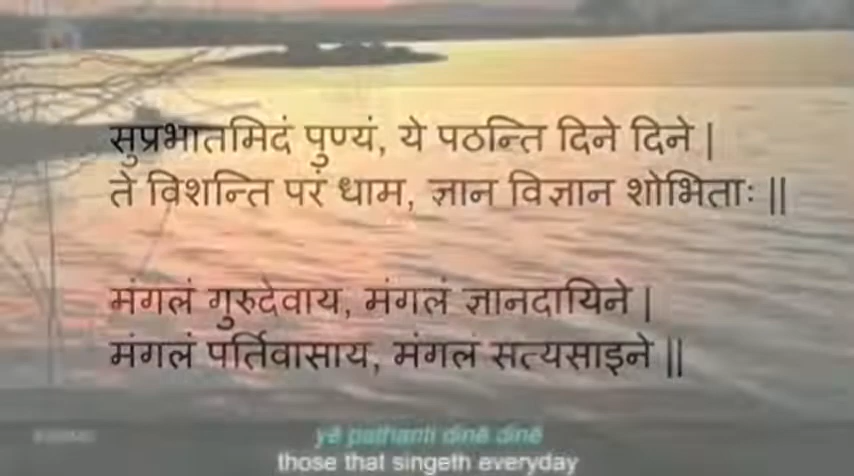 सुप्रभातमिदं पुण्यं, ये पठन्ति दिने दिने |
ते विशन्ति परं धाम, ज्ञान विज्ञान शोभिताः ||
मंगलं गुरुदेवाय, मंगलं ज्ञानदायिने |
मंगलं पर्तिवासाय, मंगलं सत्यसाइने ||
yē pathanti dinē dinē
those that singeth everyday